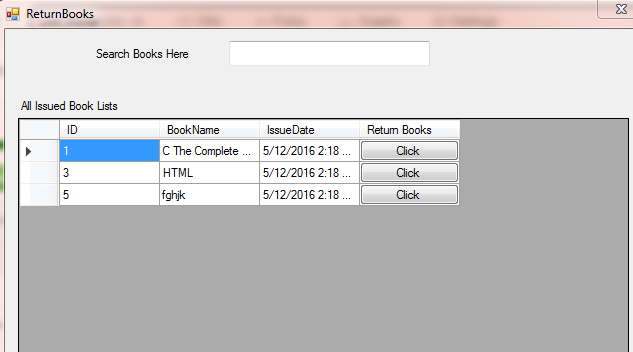 ReturnBooks
Search Books Here
All Issued Book Lists
ID BookName IssueDate Return Books
1 C The Complete ... 5/12/2016 2:18 ... Click
3 HTML 5/12/2016 2:18 ... Click
5 fghjk 5/12/2016 2:18 ... Click